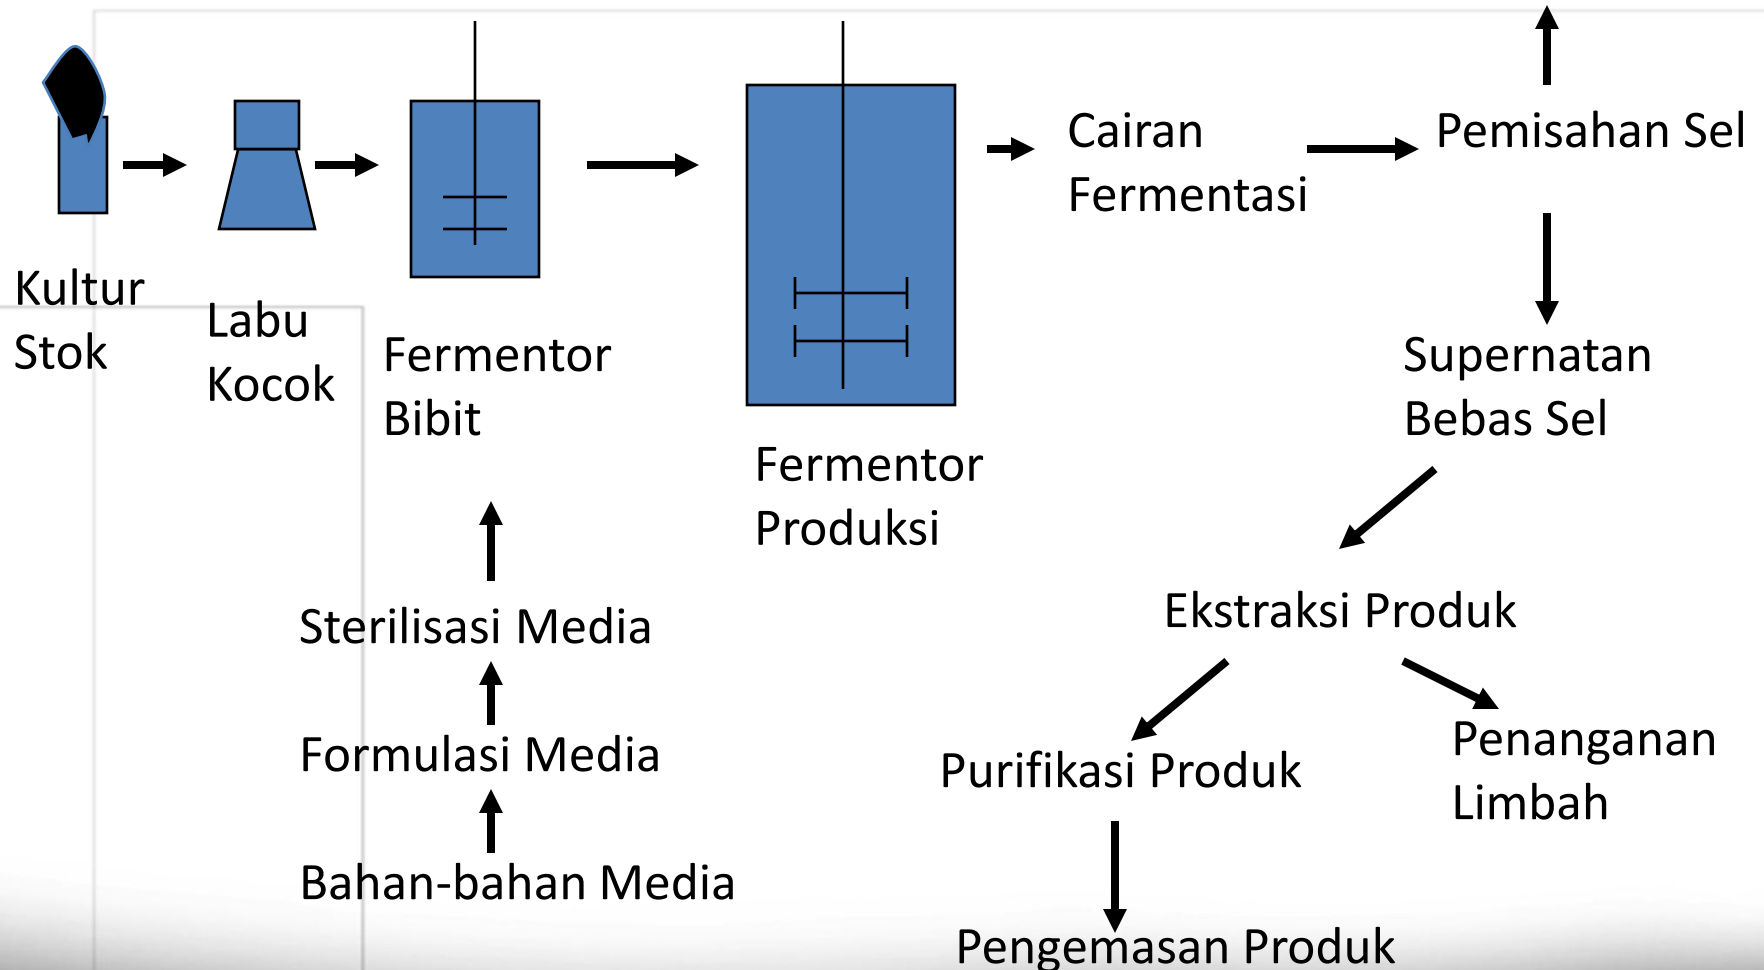 Kultur
Stok
Labu
Kocok
Fermentor
Bibit
Fermentor
Produksi
Cairan
Fermentasi
Pemisahan Sel
Supernatan
Bebas Sel
Ekstraksi Produk
Purifikasi Produk
Penanganan
Limbah
Pengemasan Produk
Sterilisasi Media
Formulasi Media
Bahan-bahan Media